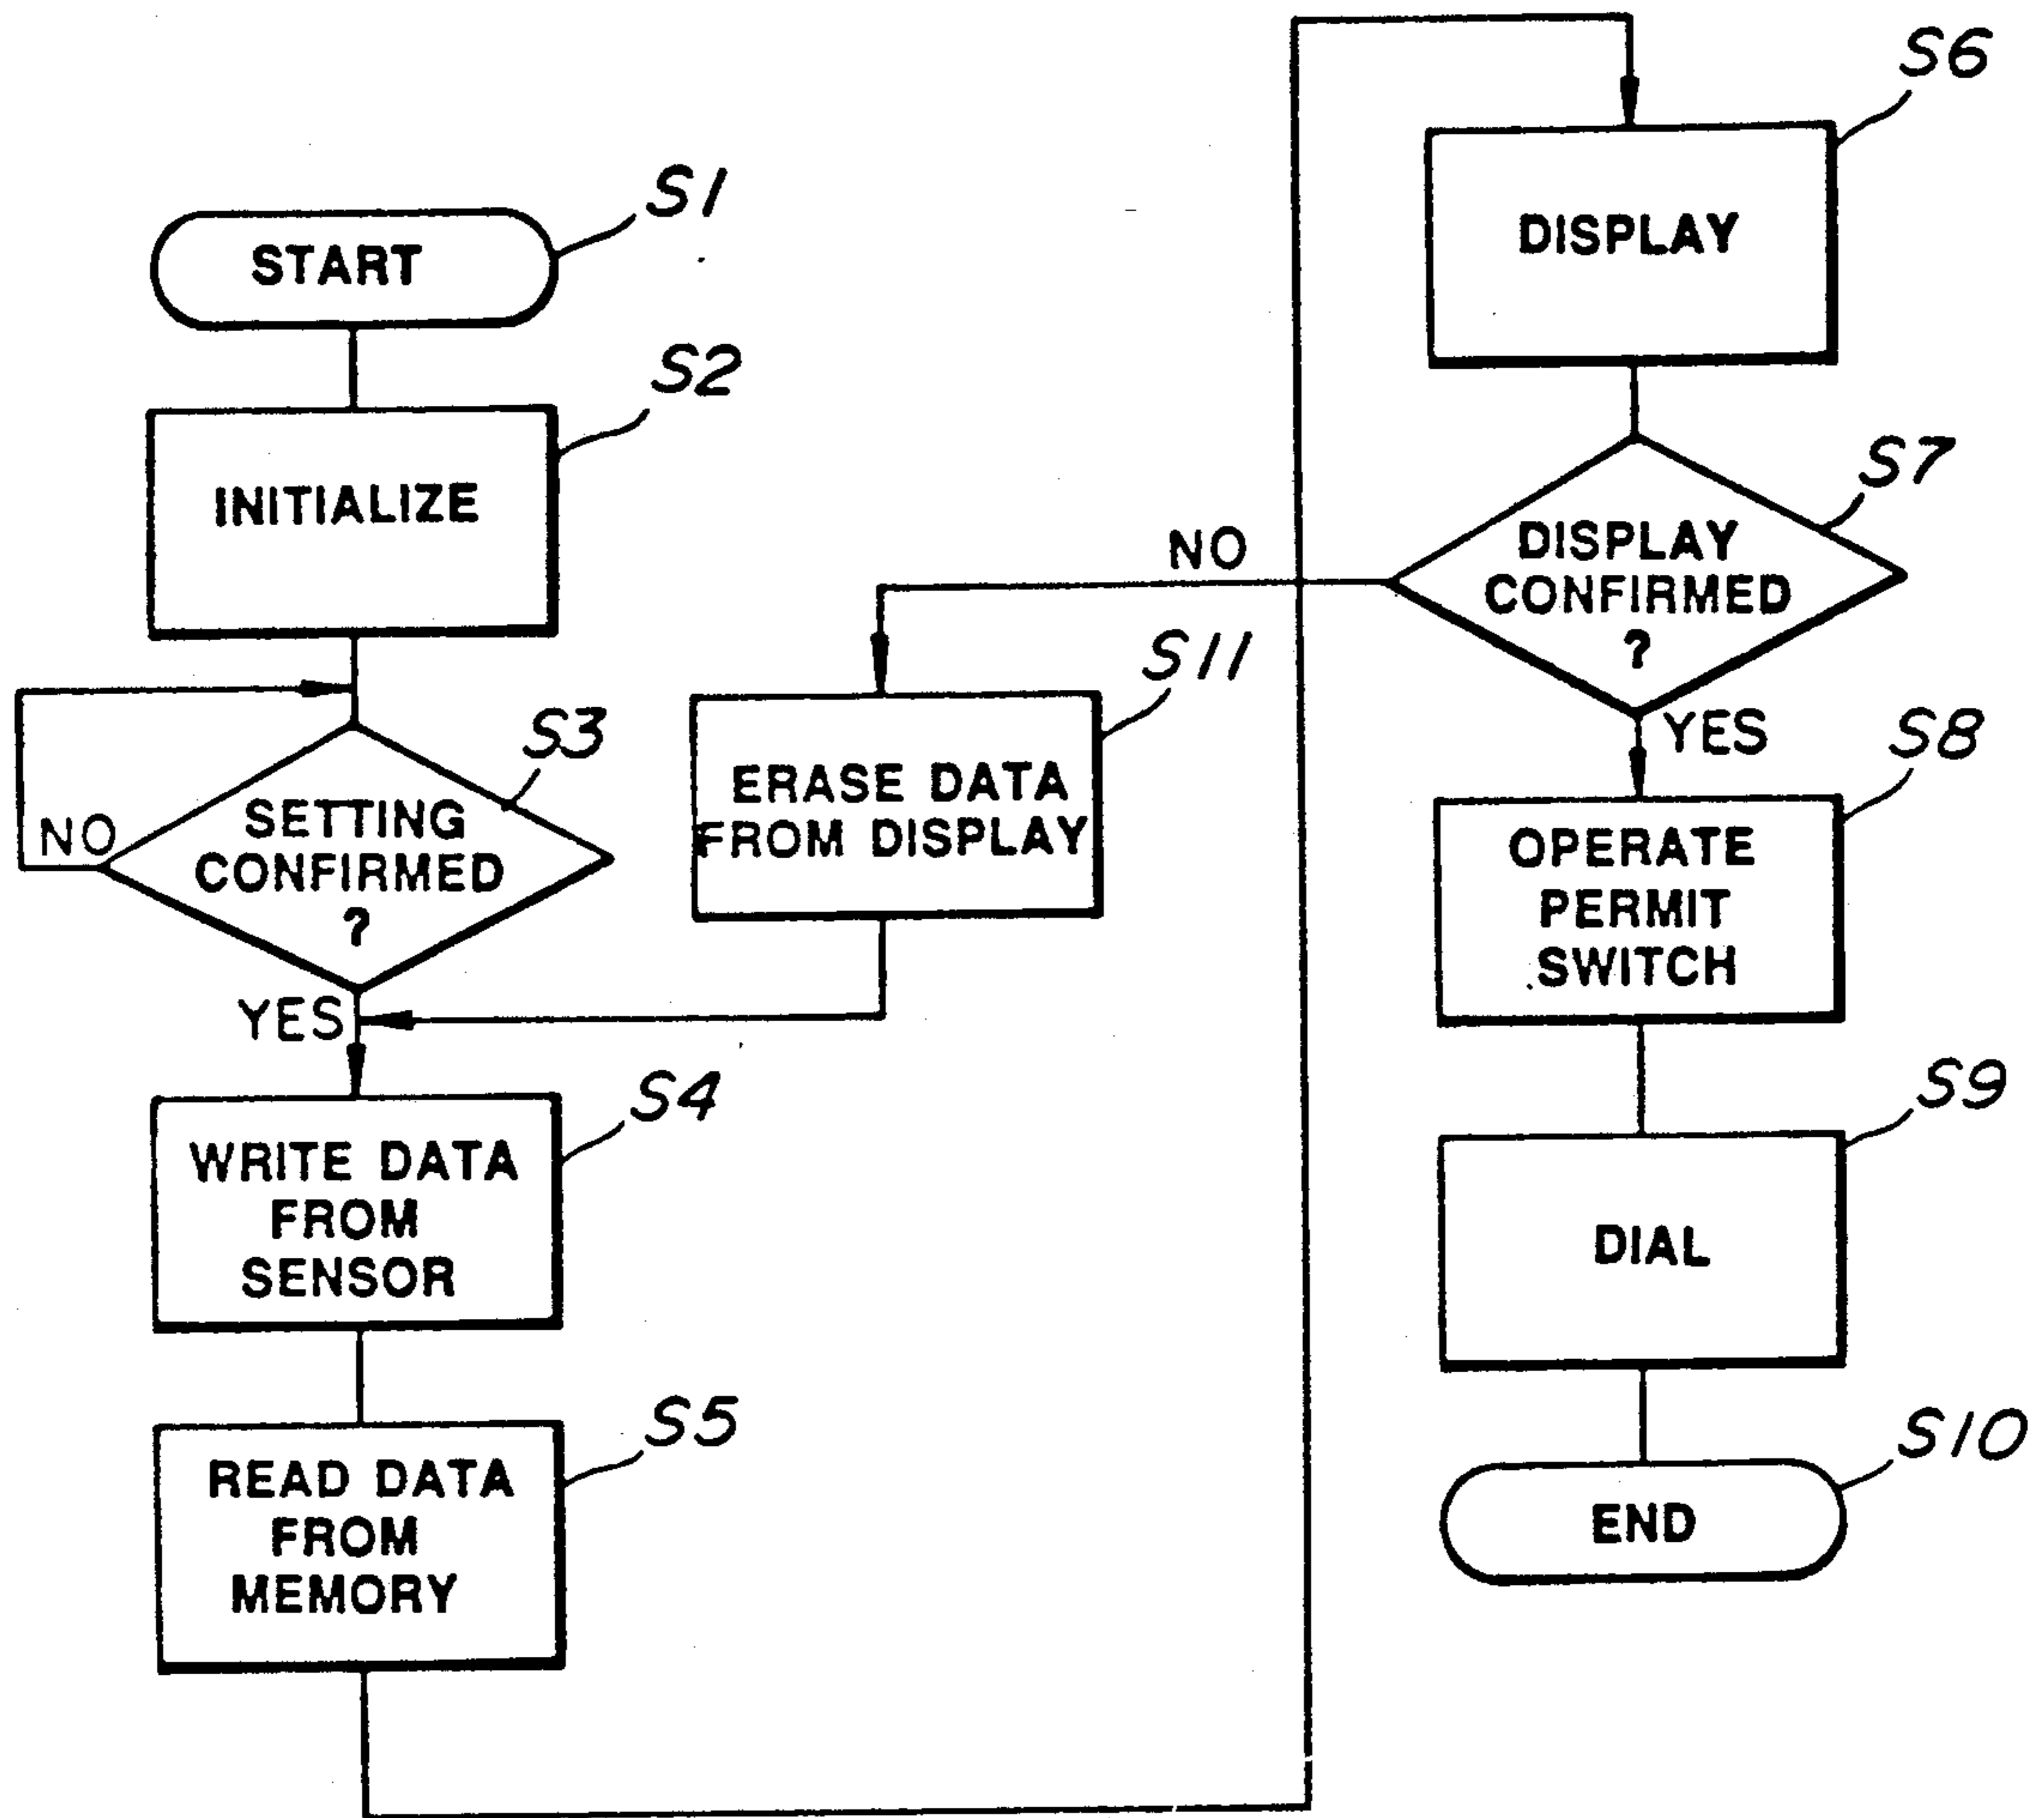 S1
START
S2
INITIALIZE
S3
SETTING
CONFIRMED
?
NO
YES
S4
WRITE DATA
FROM
SENSOR
S5
READ DATA
FROM
MEMORY
S6
DISPLAY
S7
DISPLAY
CONFIRMED
?
NO
YES
S11
ERASE DATA
FROM DISPLAY
S8
OPERATE
PERMIT
SWITCH
S9
DIAL
S10
END